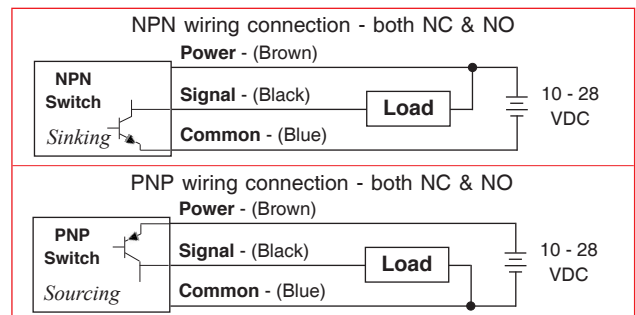 NPN wiring connection - both NC & NO
Power - (Brown)
NPN
Switch
Sinking
Signal - (Black)
Load
10 - 28
VDC
Common - (Blue)
PNP wiring connection - both NC & NO
Power - (Brown)
PNP
Switch
Sourcing
Signal - (Black)
Load
10 - 28
VDC
Common - (Blue)